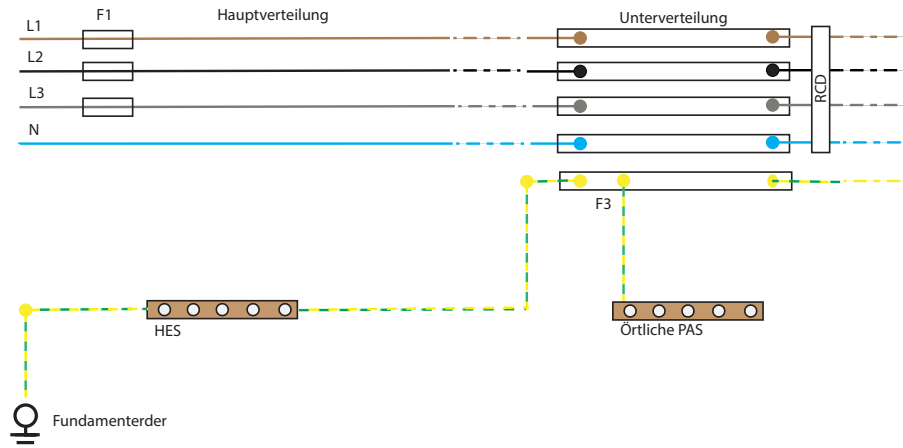 F1
Hauptverteilung
Unterverteilung
L1
L2
L3
RCD
N
F3
HES
Örtliche PAS
Fundamenterder